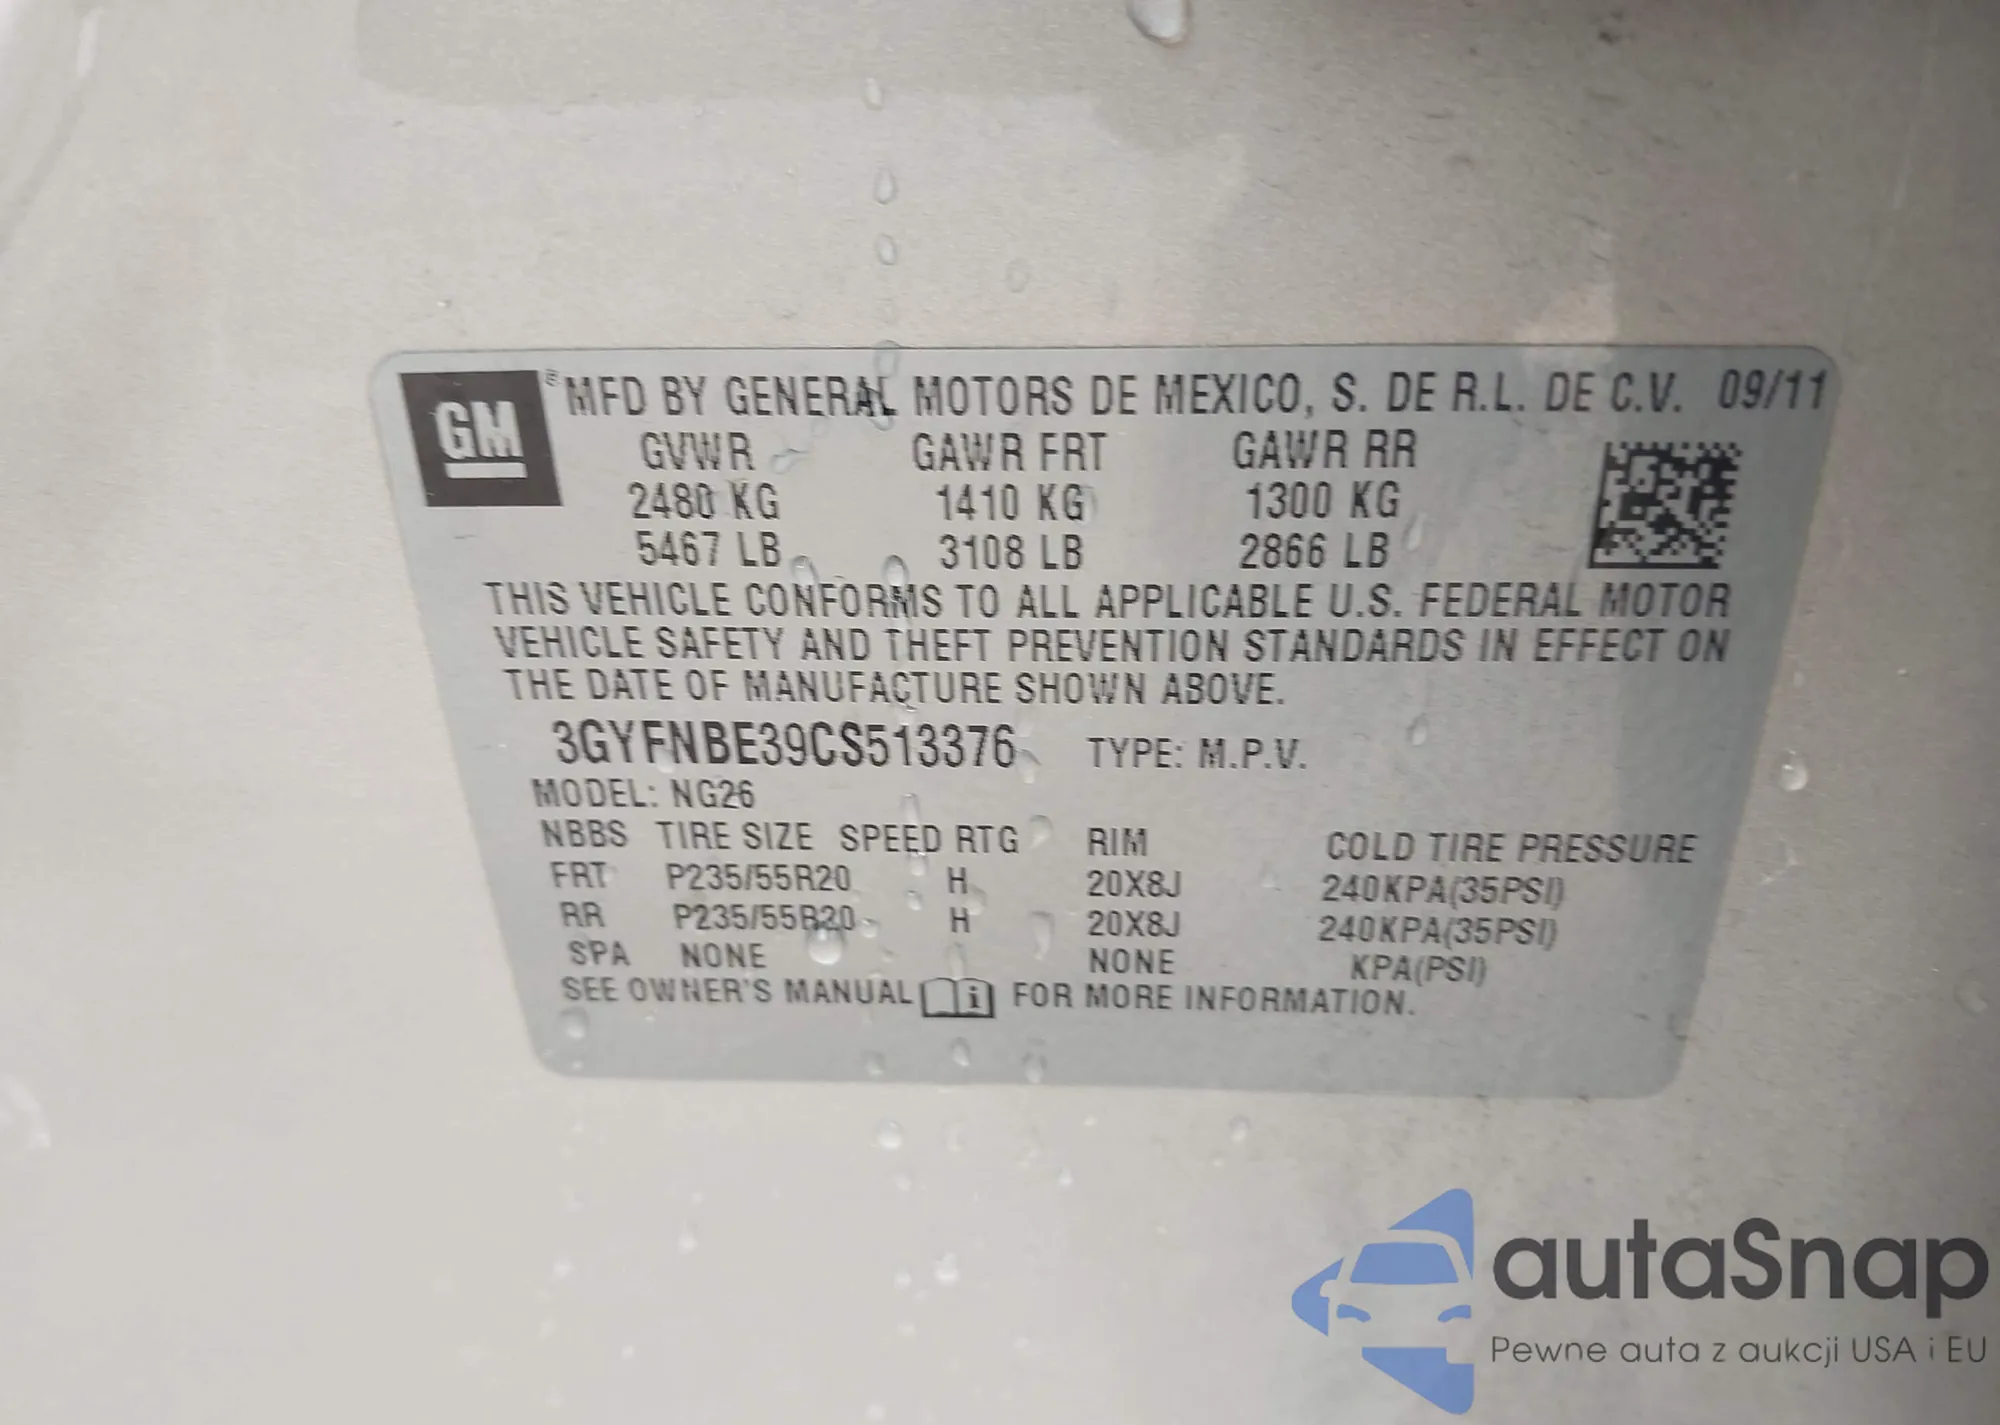 GM
® MFD BY GENERAL MOTORS DE MEXICO, S. DE R.L. DE C.V. 09/11
GVWR GAWR FRT GAWR RR
2480 KG 1410 KG 1300 KG
5467 LB 3108 LB 2866 LB
THIS VEHICLE CONFORMS TO ALL APPLICABLE U.S. FEDERAL MOTOR
VEHICLE SAFETY AND THEFT PREVENTION STANDARDS IN EFFECT ON
THE DATE OF MANUFACTURE SHOWN ABOVE.
3GYFNBE39CS513376 TYPE: M.P.V.
MODEL: NG26
NBBS TIRE SIZE SPEED RTG RIM COLD TIRE PRESSURE
FRT P235/55R20 H 20X8J 240KPA(35PSI)
RR P235/55R20 H 20X8J 240KPA(35PSI)
SPA NONE NONE KPA(PSI)
SEE OWNER'S MANUAL i FOR MORE INFORMATION.
autaSnap
Pewne auta z aukcji USA i EU